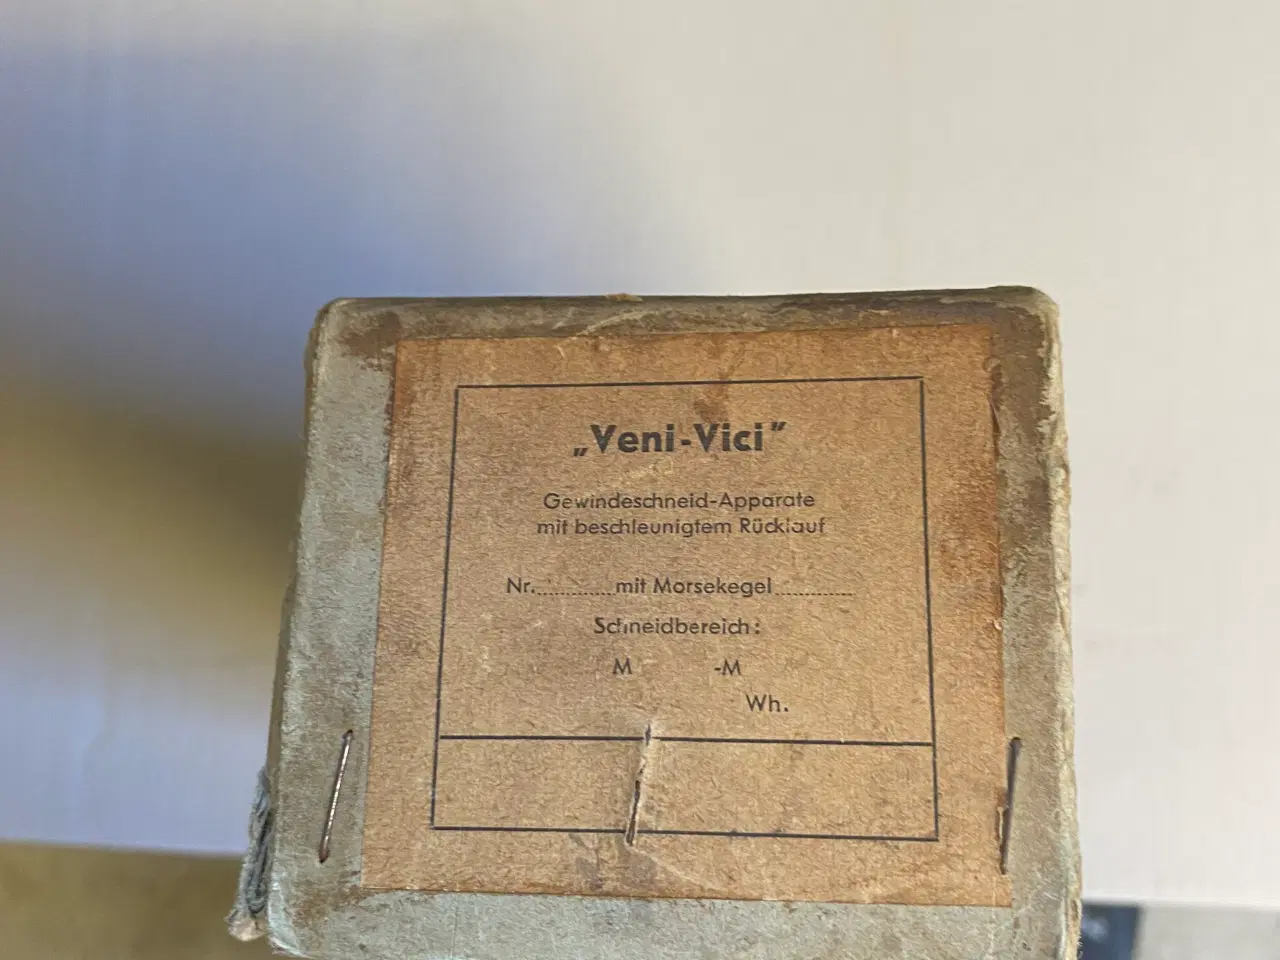 „Veni-Vici”
Gewindeschneid-Apparate
mit beschleunigtem Rücklauf
Nr.............mit Morsekegel.............
Schneidbereich:
M -M
Wh.